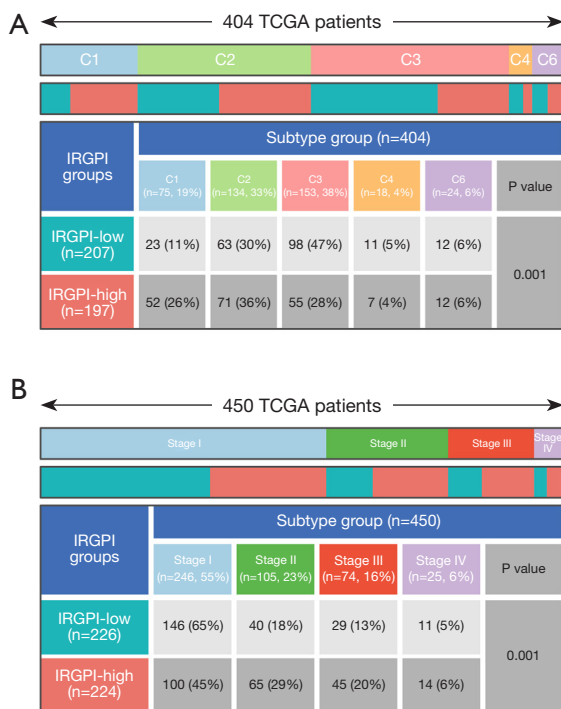 A
404 TCGA patients
C1 C2 C3 C4 C6
IRGPI groups
Subtype group (n=404)
C1 (n=75, 19%)
C2 (n=134, 33%)
C3 (n=153, 38%)
C4 (n=18, 4%)
C6 (n=24, 6%)
P value
IRGPI-low (n=207)
23 (11%) 63 (30%) 98 (47%) 11 (5%) 12 (6%)
0.001
IRGPI-high (n=197)
52 (26%) 71 (36%) 55 (28%) 7 (4%) 12 (6%)
B
450 TCGA patients
Stage I Stage II Stage III Stage IV
IRGPI groups
Subtype group (n=450)
Stage I (n=246, 55%)
Stage II (n=105, 23%)
Stage III (n=74, 16%)
Stage IV (n=25, 6%)
P value
IRGPI-low (n=226)
146 (65%) 40 (18%) 29 (13%) 11 (5%)
0.001
IRGPI-high (n=224)
100 (45%) 65 (29%) 45 (20%) 14 (6%)